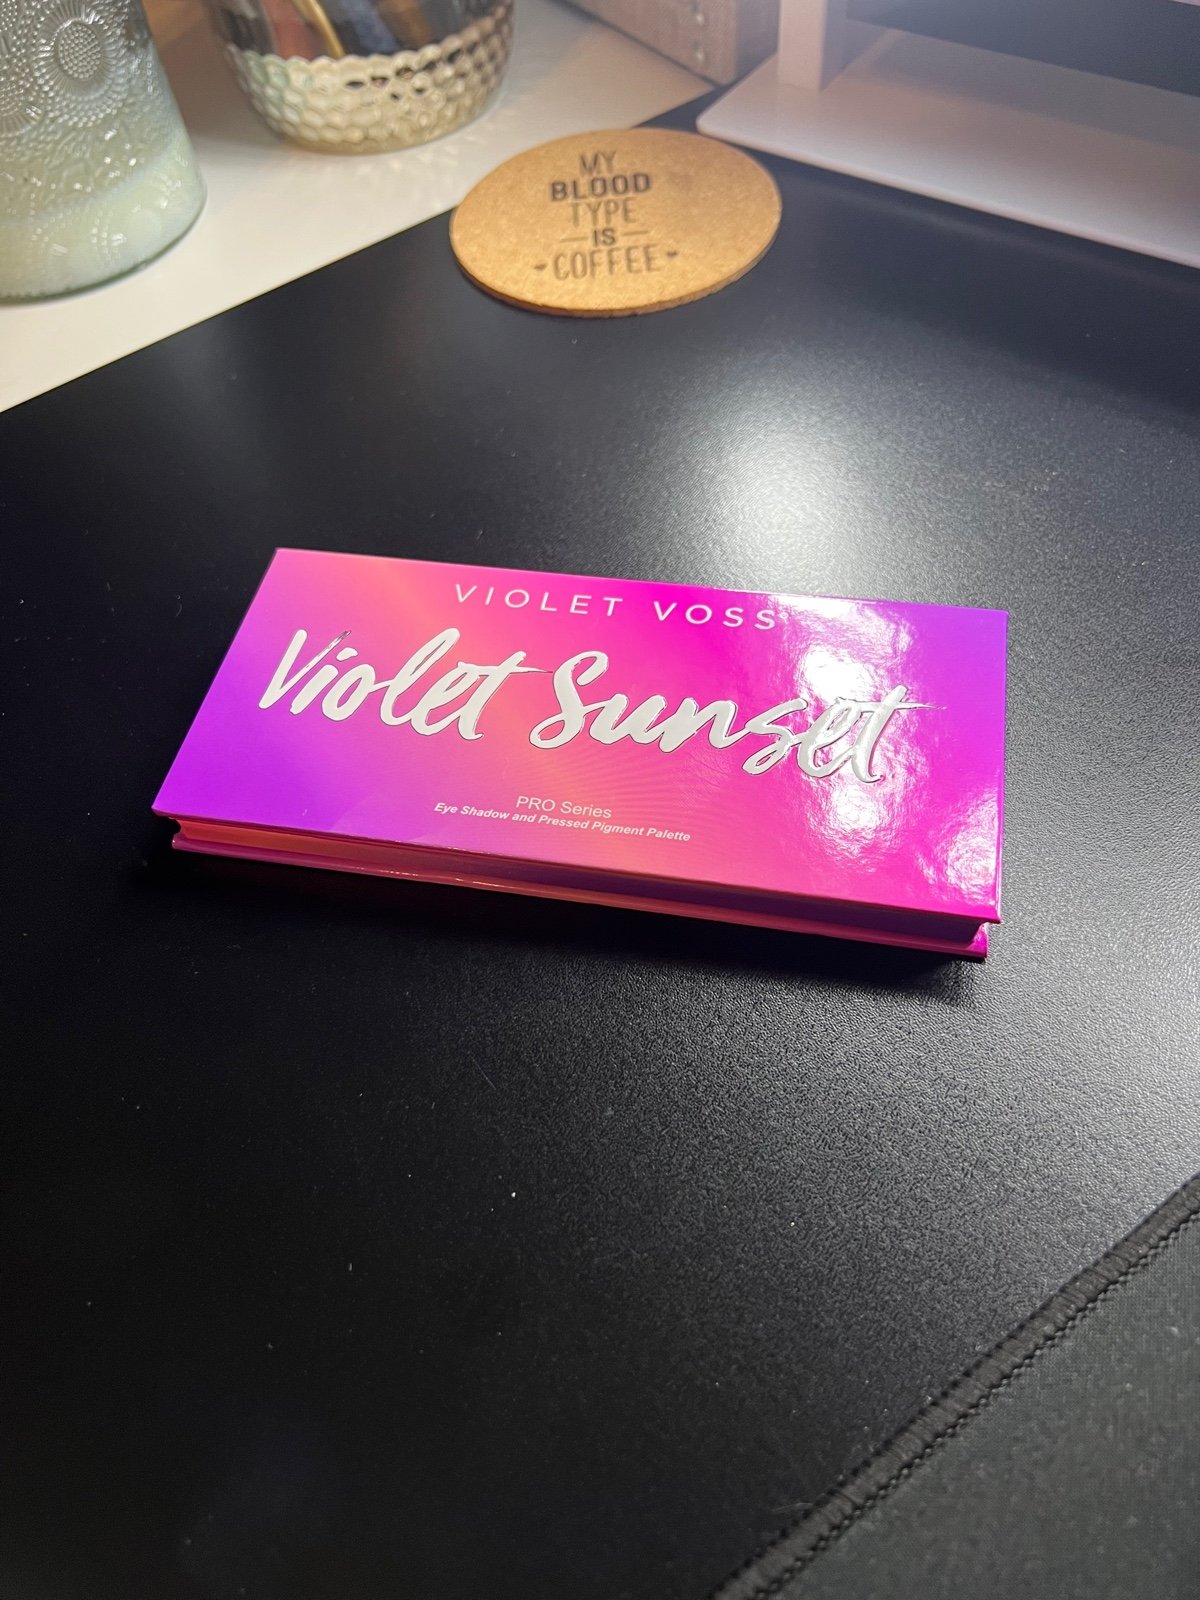 MY
BLOOD
TYPE
IS
COFFEE
VIOLET VOSS
Violet Sunset
PRO Series
Eye Shadow and Pressed Pigment Palette